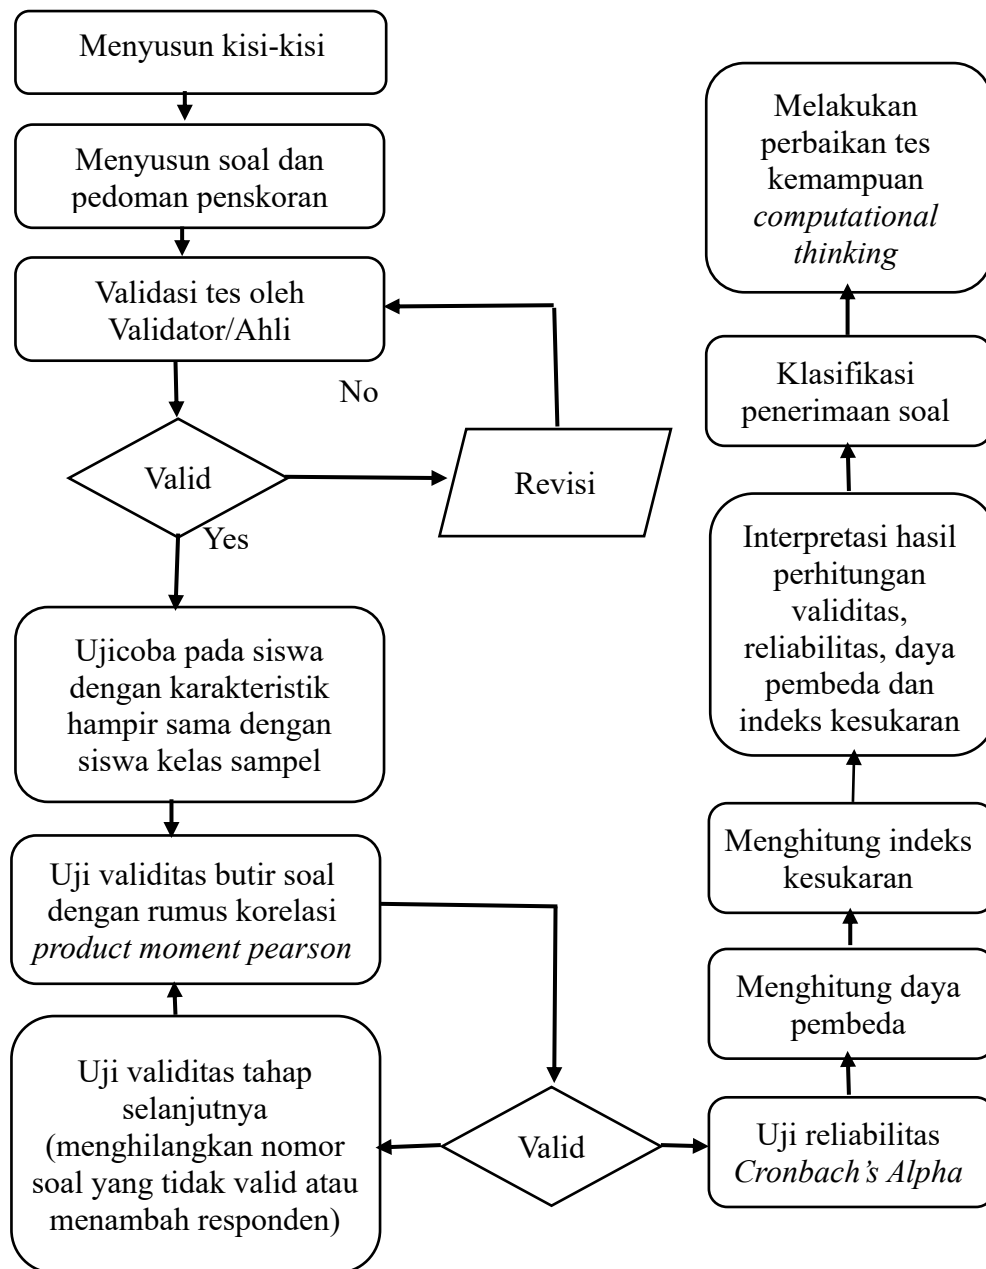 Menyusun kisi-kisi
Menyusun soal dan
pedoman penskoran
Validasi tes oleh
Validator/Ahli
No
Valid
Revisi
Yes
Ujicoba pada siswa
dengan karakteristik
hampir sama dengan
siswa kelas sampel
Uji validitas butir soal
dengan rumus korelasi
product moment pearson
Uji validitas tahap
selanjutnya
(menghilangkan nomor
soal yang tidak valid atau
menambah responden)
Valid
Uji reliabilitas
Cronbach’s Alpha
Menghitung daya
pembeda
Menghitung indeks
kesukaran
Interpretasi hasil
perhitungan
validitas,
reliabilitas, daya
pembeda dan
indeks kesukaran
Klasifikasi
penerimaan soal
Melakukan
perbaikan tes
kemampuan
computational
thinking